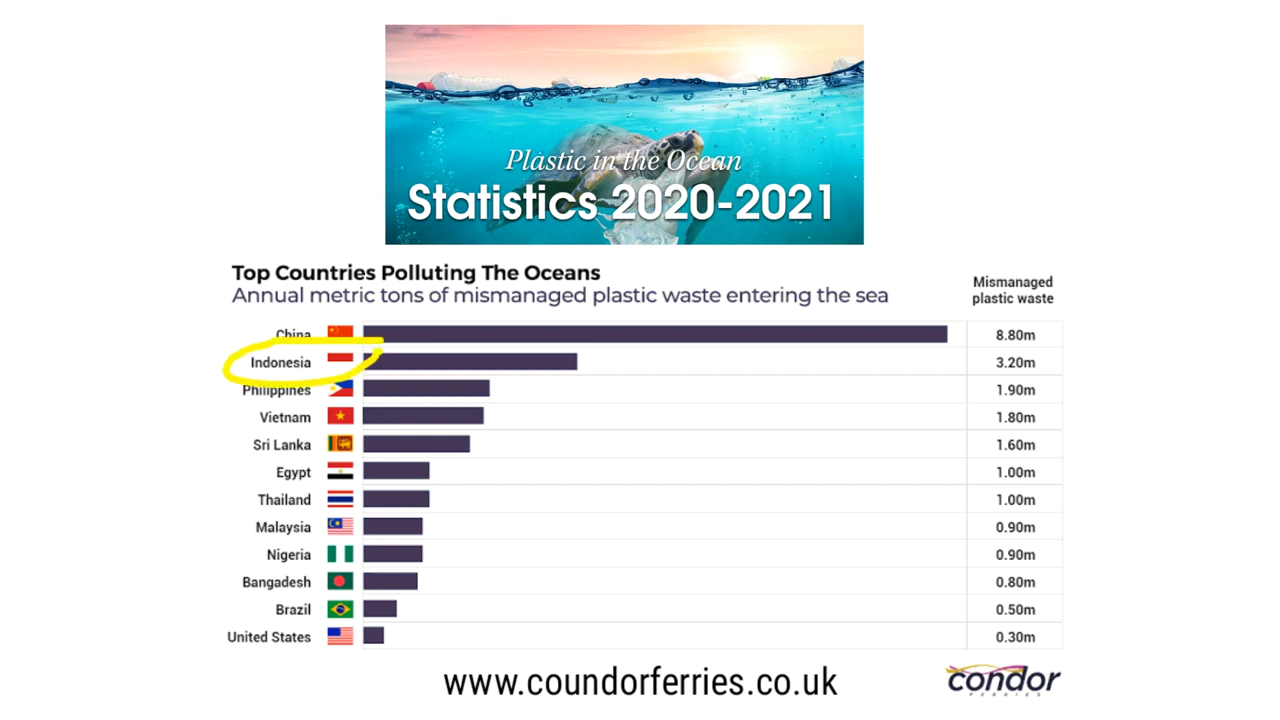 Plastic in the Ocean
Statistics 2020-2021
Top Countries Polluting The Oceans
Annual metric tons of mismanaged plastic waste entering the sea
Mismanaged
plastic waste
China 8.80m
Indonesia 3.20m
Philippines 1.90m
Vietnam 1.80m
Sri Lanka 1.60m
Egypt 1.00m
Thailand 1.00m
Malaysia 0.90m
Nigeria 0.90m
Bangadesh 0.80m
Brazil 0.50m
United States 0.30m
www.coundorferries.co.uk
condor
FERRIES